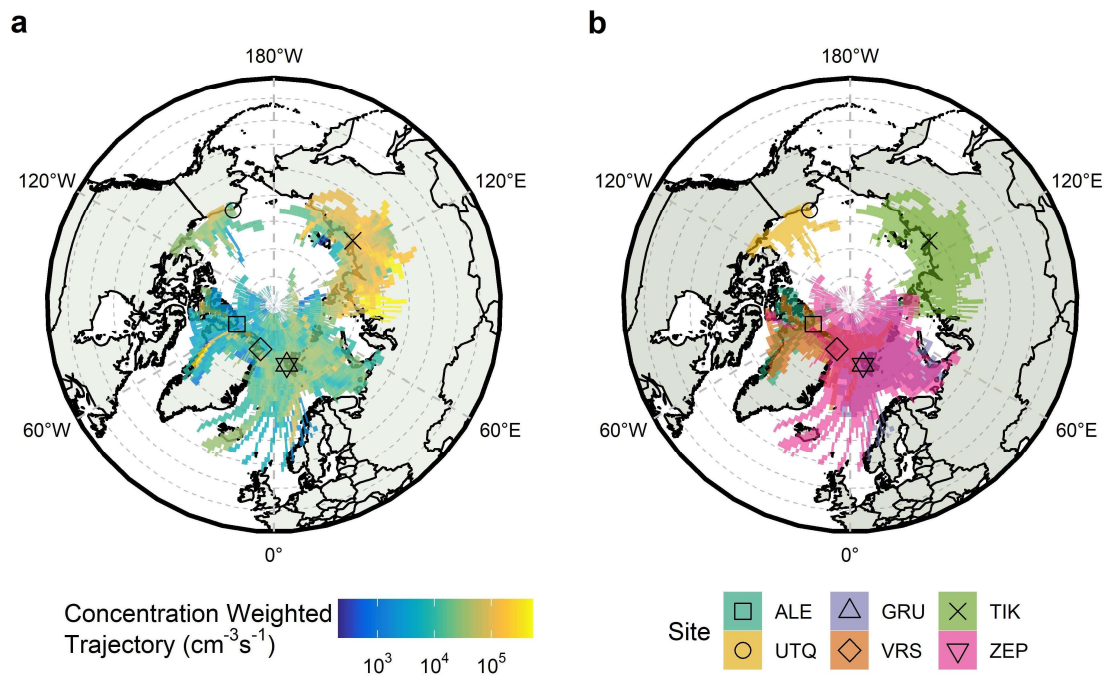 a
180°W
120°W
120°E
60°W
60°E
0°
Concentration Weighted
Trajectory (cm⁻³s⁻¹)
10³ 10⁴ 10⁵
b
180°W
120°W
120°E
60°W
60°E
0°
Site
ALE GRU TIK
UTQ VRS ZEP